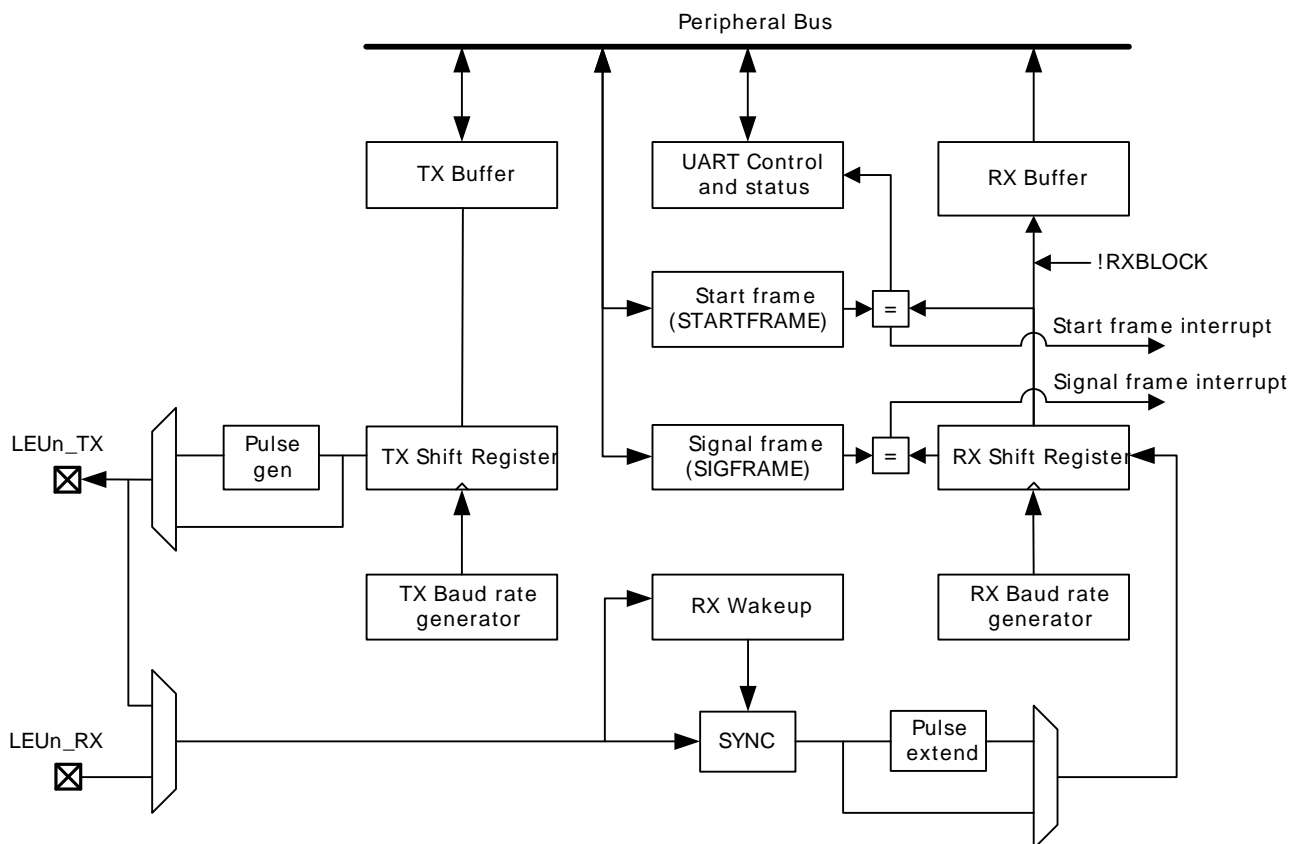 Peripheral Bus
TX Buffer
UART Control
and status
RX Buffer
!RXBLOCK
Start frame
(STARTFRAME)
=
Start frame interrupt
Signal frame interrupt
LEUn_TX
Pulse
gen
TX Shift Register
Signal frame
(SIGFRAME)
=
RX Shift Register
TX Baud rate
generator
RX Wakeup
RX Baud rate
generator
LEUn_RX
SYNC
Pulse
extend